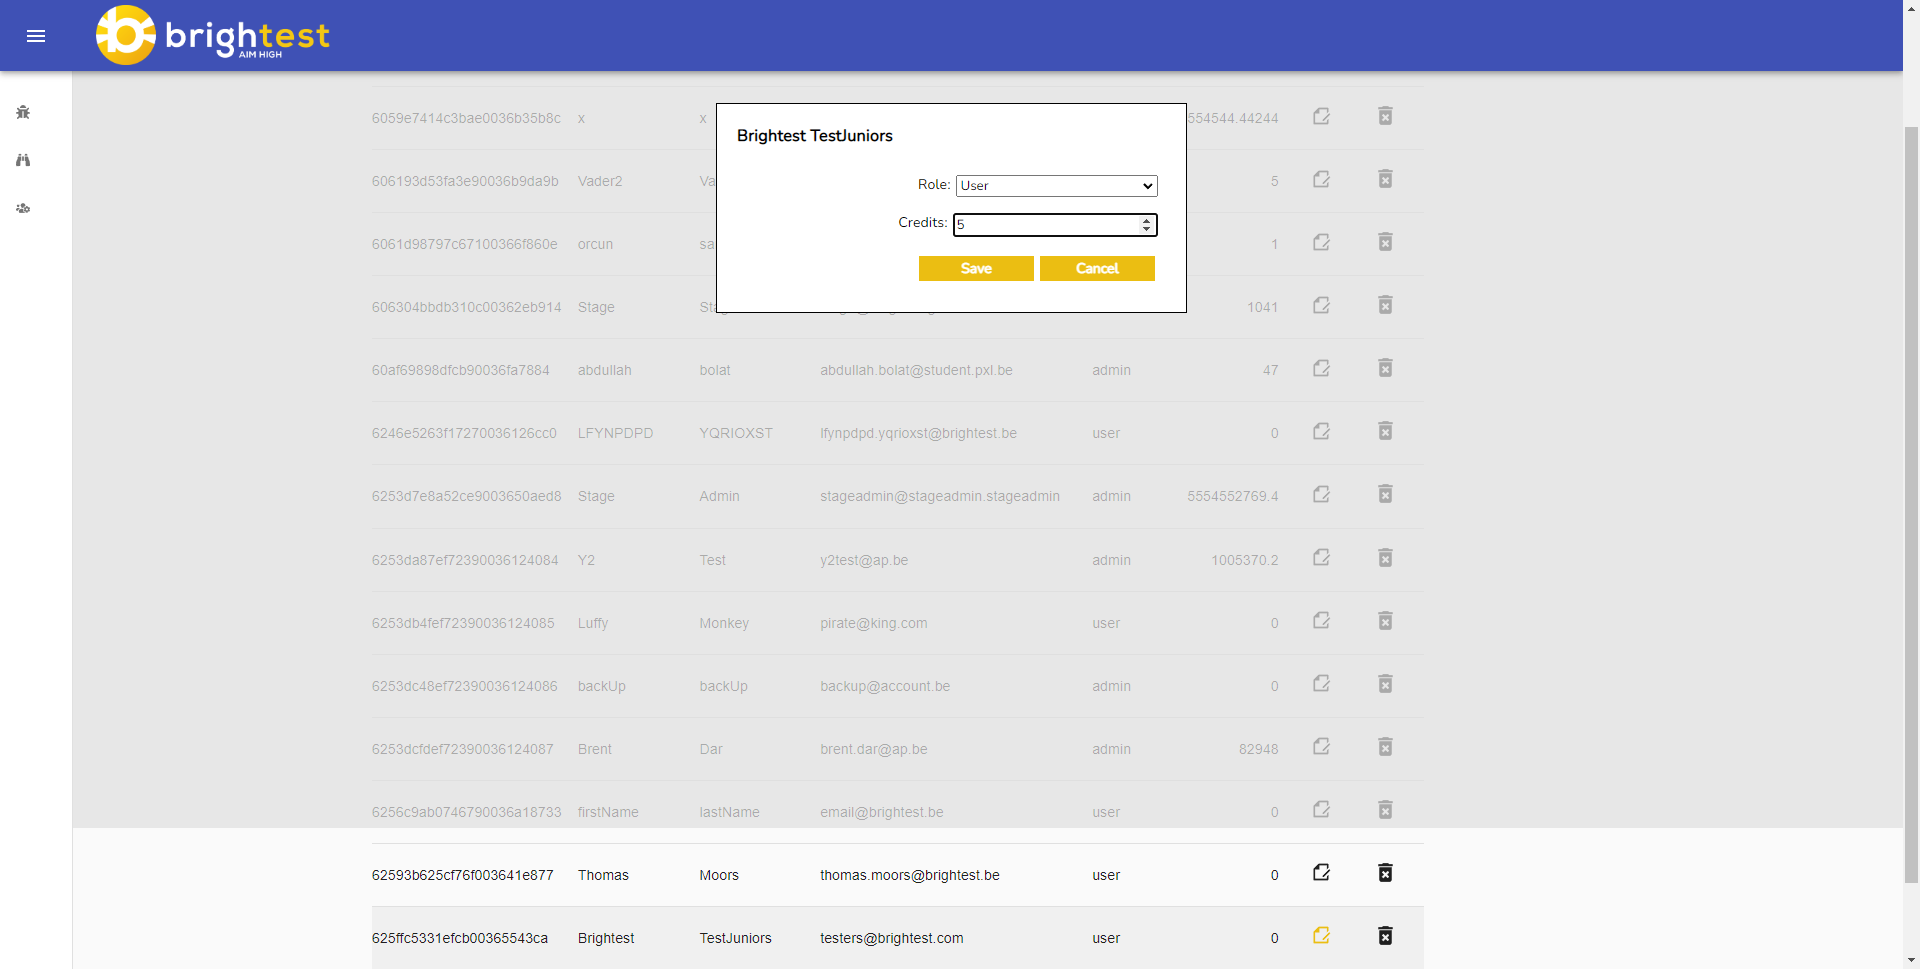 brightest
AIM HIGH
6059e7414c3bae0036b35b8c x x 554544.44244
Brightest TestJuniors
606193d53fa3e90036b9da9b Vader2 Va 5
Role: User
Credits: 5
6061d98797c67100366f860e orcun sa 1
Save Cancel
606304bbdb310c00362eb914 Stage 1041
60af69898dfcb90036fa7884 abdullah bolat abdullah.bolat@student.pxl.be admin 47
6246e5263f17270036126cc0 LFYNPDPD YQRIOXST lfynpdpd.yqrioxst@brightest.be user 0
6253d7e8a52ce9003650aed8 Stage Admin stageadmin@stageadmin.stageadmin admin 5554552769.4
6253da87ef72390036124084 Y2 Test y2test@ap.be admin 1005370.2
6253db4fef72390036124085 Luffy Monkey pirate@king.com user 0
6253dc48ef72390036124086 backUp backUp backup@account.be admin 0
6253dcfdef72390036124087 Brent Dar brent.dar@ap.be admin 82948
6256c9ab0746790036a18733 firstName lastName email@brightest.be user 0
62593b625cf76f003641e877 Thomas Moors thomas.moors@brightest.be user 0
625ffc5331efcb00365543ca Brightest TestJuniors testers@brightest.com user 0